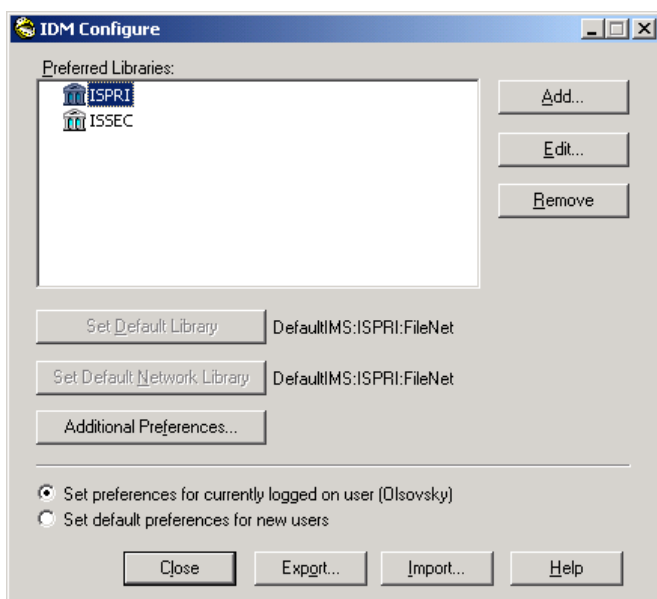 IDM Configure
Preferred Libraries:
ISPRI
ISSEC
Add...
Edit...
Remove
Set Default Library DefaultIMS:ISPRI:FileNet
Set Default Network Library DefaultIMS:ISPRI:FileNet
Additional Preferences...
Set preferences for currently logged on user (Olsovsky)
Set default preferences for new users
Close Export... Import... Help